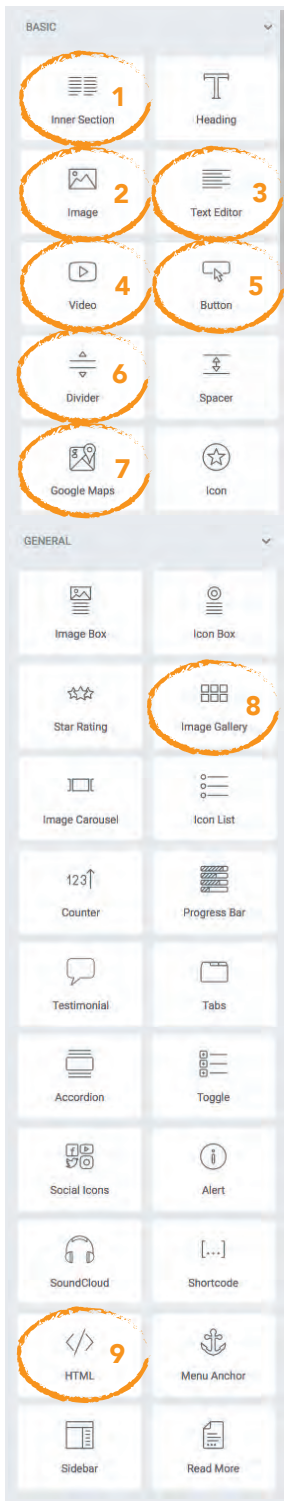 BASIC
1
Inner Section
Heading
2
Image
3
Text Editor
4
Video
5
Button
6
Divider
Spacer
7
Google Maps
Icon
GENERAL
Image Box
Icon Box
Star Rating
8
Image Gallery
Image Carousel
Icon List
123
Counter
Progress Bar
Testimonial
Tabs
Accordion
Toggle
Social Icons
Alert
SoundCloud
[...]
Shortcode
</> 9
HTML
Menu Anchor
Sidebar
Read More